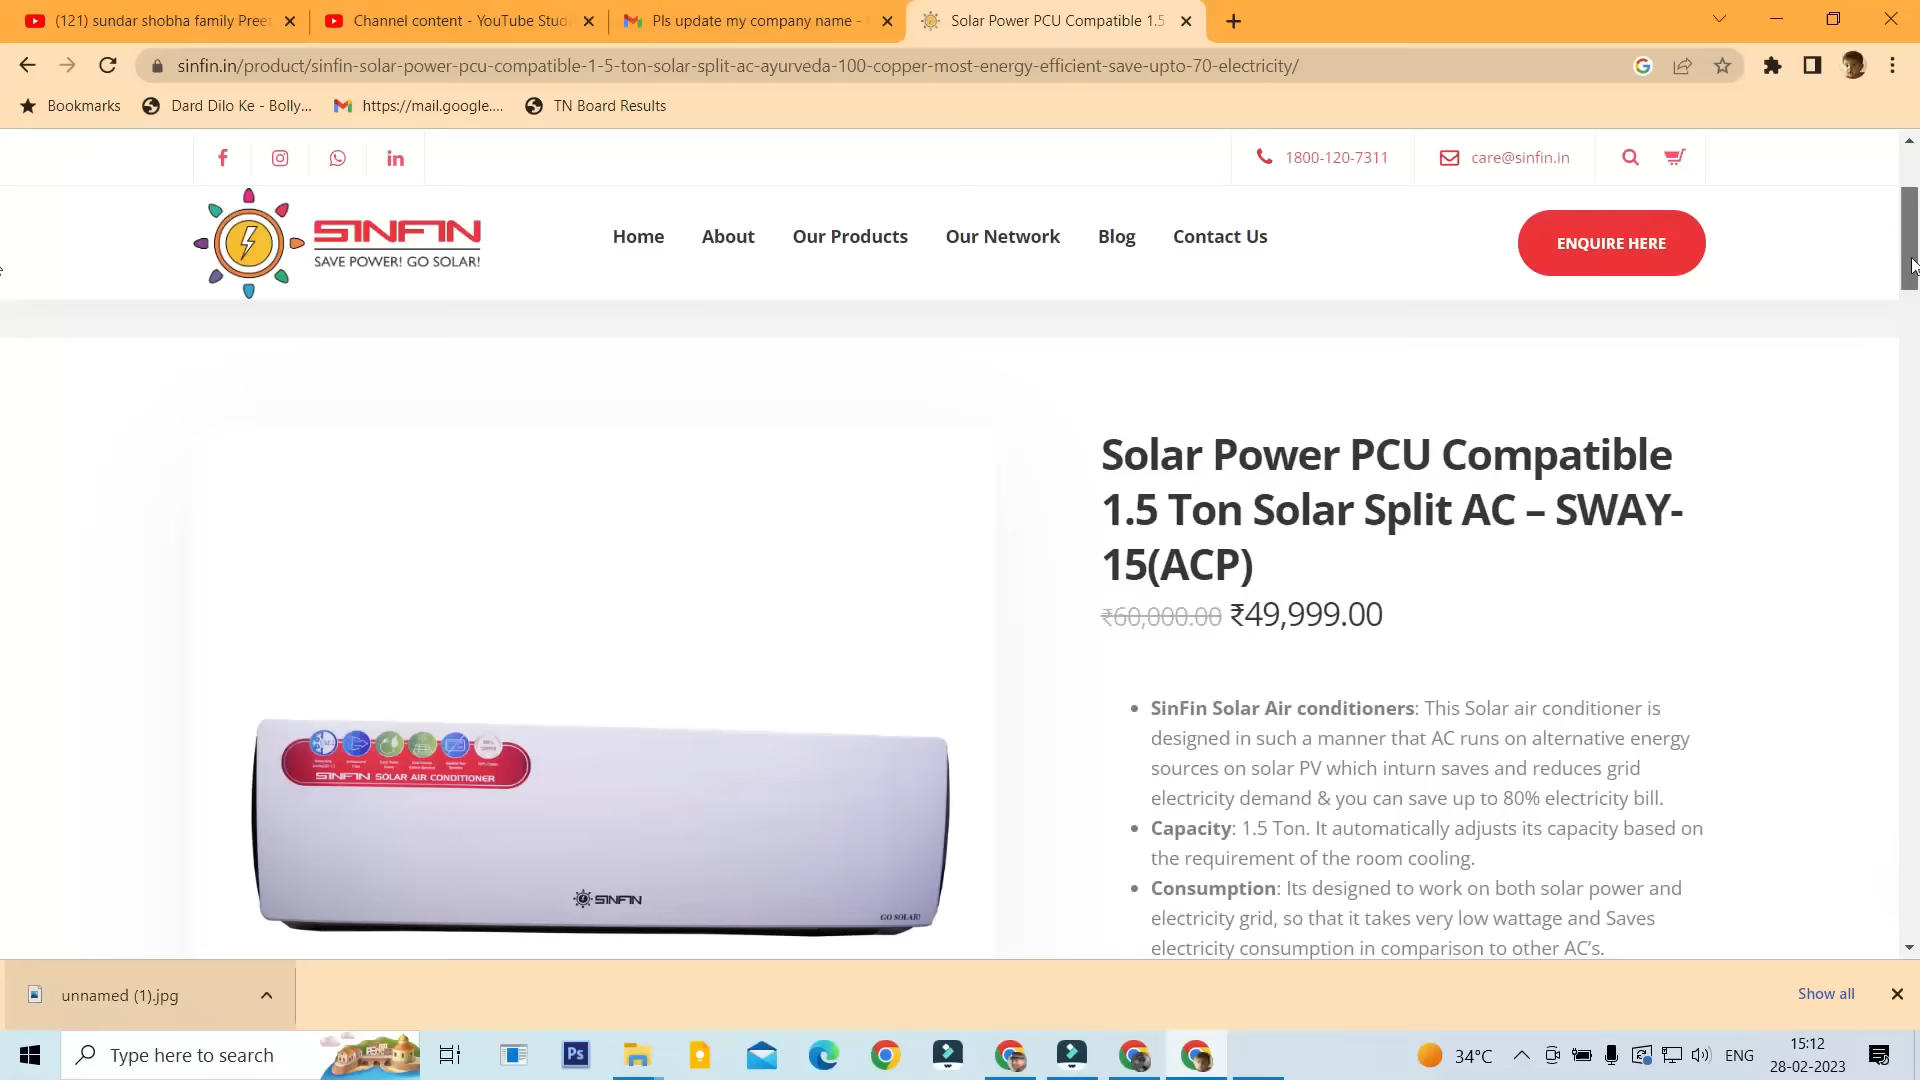 (121) sundar shobha family Preet
Channel content - YouTube Stud
Pls update my company name -
Solar Power PCU Compatible 1.5
sinfin.in/product/sinfin-solar-power-pcu-compatible-1-5-ton-solar-split-ac-ayurveda-100-copper-most-energy-efficient-save-upto-70-electricity/
Bookmarks
Dard Dilo Ke - Bolly...
https://mail.google....
TN Board Results
1800-120-7311
care@sinfin.in
SINFIN
SAVE POWER! GO SOLAR!
Home
About
Our Products
Our Network
Blog
Contact Us
ENQUIRE HERE
Solar Power PCU Compatible
1.5 Ton Solar Split AC – SWAY-
15(ACP)
₹60,000.00 ₹49,999.00
SinFin Solar Air conditioners: This Solar air conditioner is
designed in such a manner that AC runs on alternative energy
sources on solar PV which inturn saves and reduces grid
electricity demand & you can save up to 80% electricity bill.
Capacity: 1.5 Ton. It automatically adjusts its capacity based on
the requirement of the room cooling.
Consumption: Its designed to work on both solar power and
electricity grid, so that it takes very low wattage and Saves
electricity consumption in comparison to other AC’s.
SINFIN SOLAR AIR CONDITIONER
SINFIN
GO SOLAR!
unnamed (1).jpg
Show all
Type here to search
Ps
34°C
ENG
15:12
28-02-2023